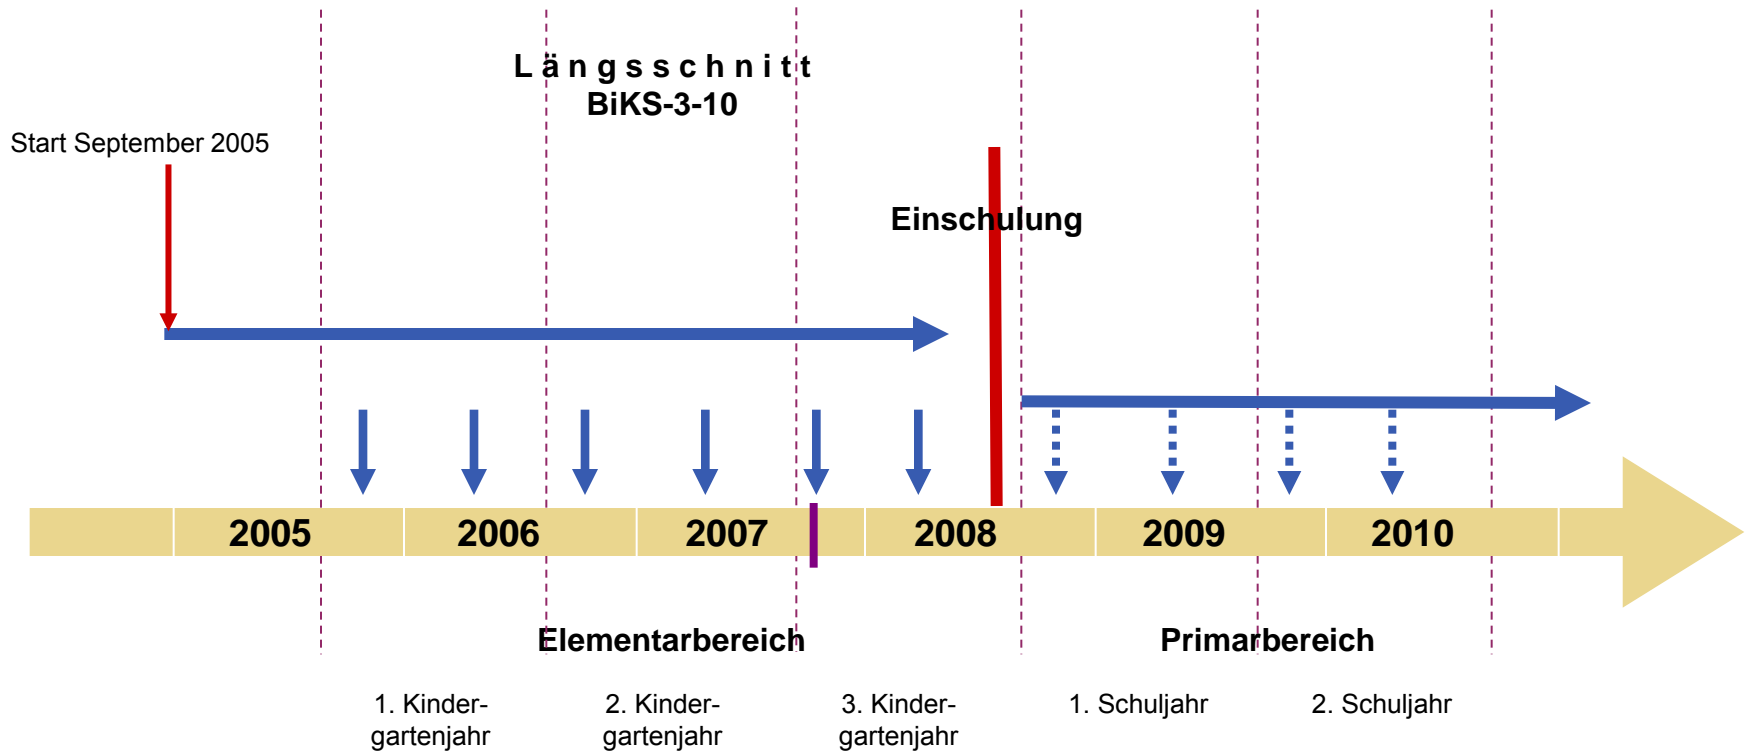 L ä n g s s c h n i t t
BiKS-3-10
Start September 2005
Einschulung
2005 2006 2007 2008 2009 2010
Elementarbereich Primarbereich
1. Kinder- 2. Kinder- 3. Kinder- 1. Schuljahr 2. Schuljahr
gartenjahr gartenjahr gartenjahr